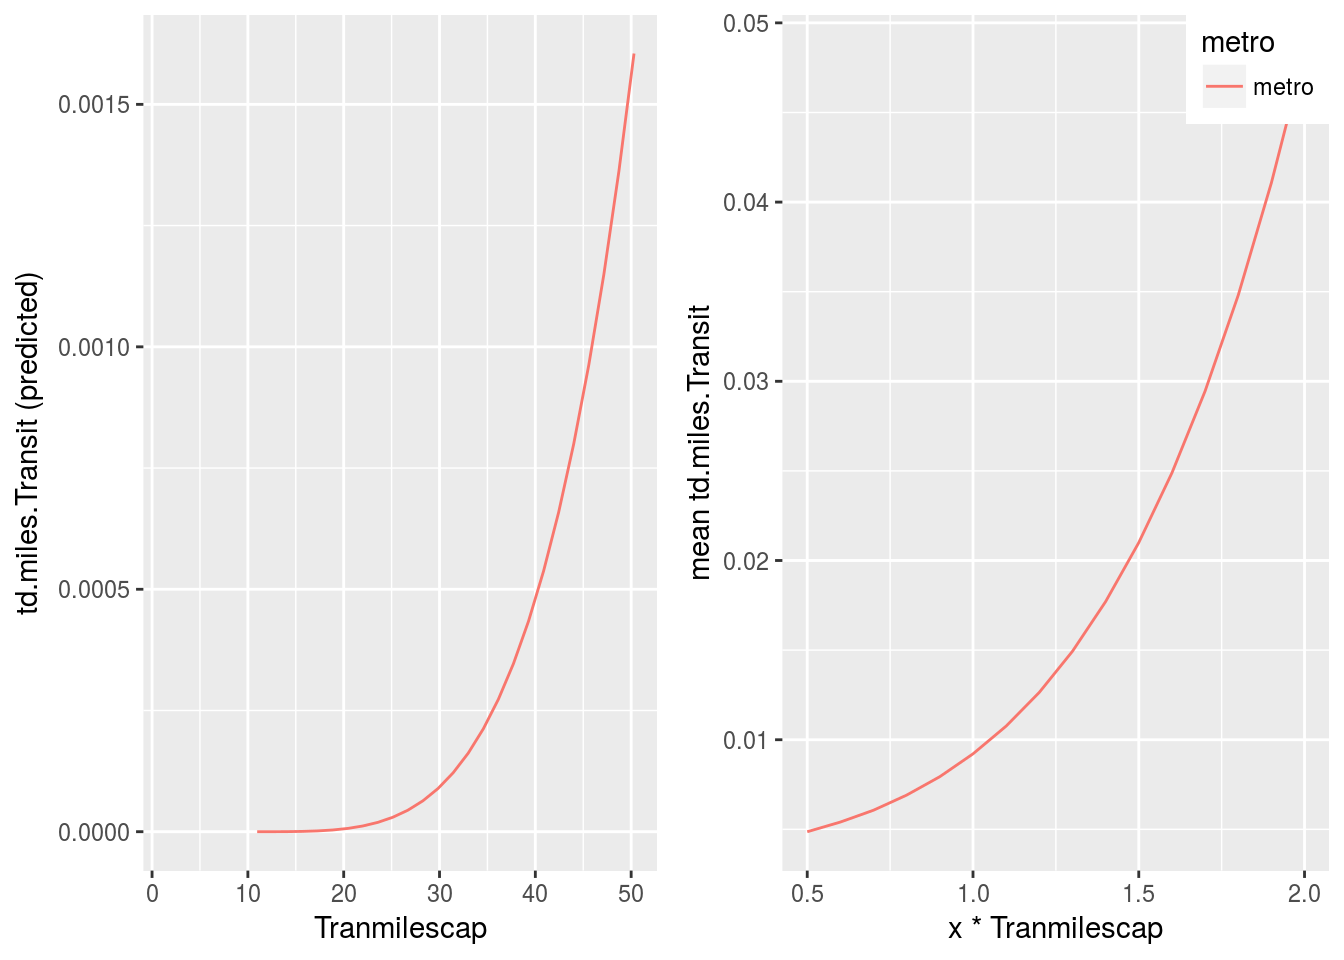 td.miles.Transit (predicted)
0.0015
0.0010
0.0005
0.0000
0 10 20 30 40 50
Tranmilescap
mean td.miles.Transit
0.05
0.04
0.03
0.02
0.01
0.5 1.0 1.5 2.0
x * Tranmilescap
metro
metro